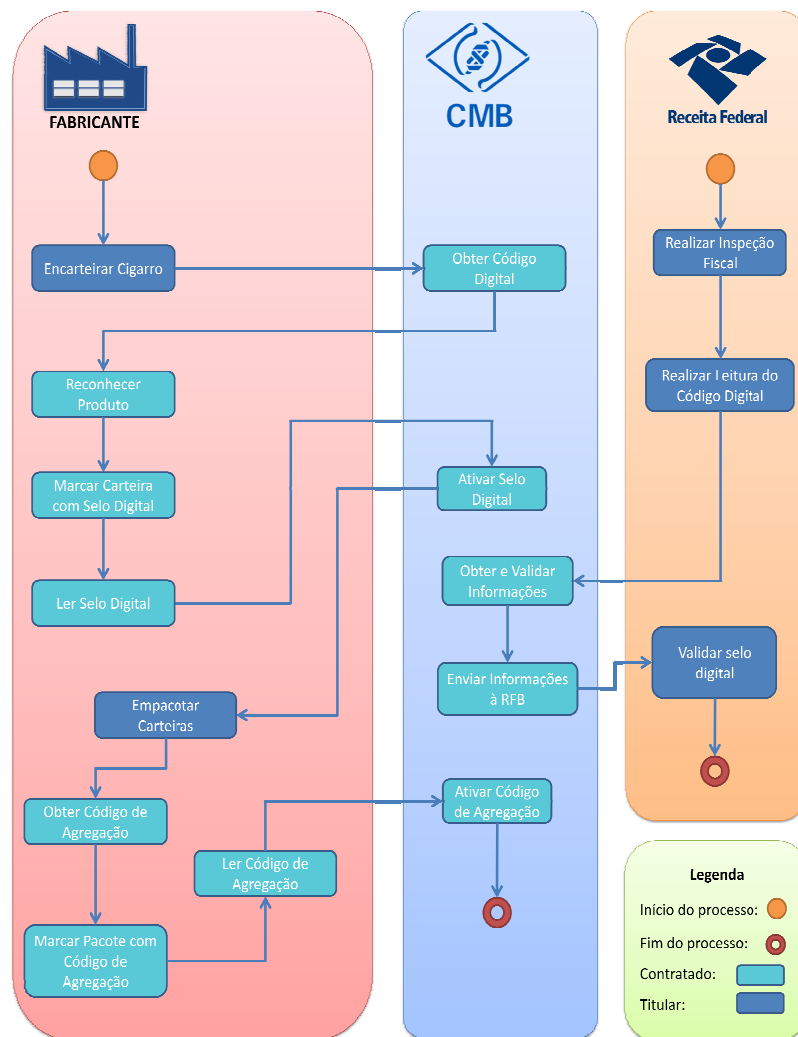 FABRICANTE
CMB
Receita Federal
Encarteirar Cigarro
Obter Código
Digital
Realizar Inspeção
Fiscal
Reconhecer
Produto
Realizar Leitura do
Código Digital
Marcar Carteira
com Selo Digital
Ativar Selo
Digital
Ler Selo Digital
Obter e Validar
Informações
Enviar Informações
à RFB
Validar selo
digital
Empacotar
Carteiras
Obter Código de
Agregação
Ler Código de
Agregação
Ativar Código
de Agregação
Marcar Pacote com
Código de
Agregação
Legenda
Início do processo:
Fim do processo:
Contratado:
Titular: